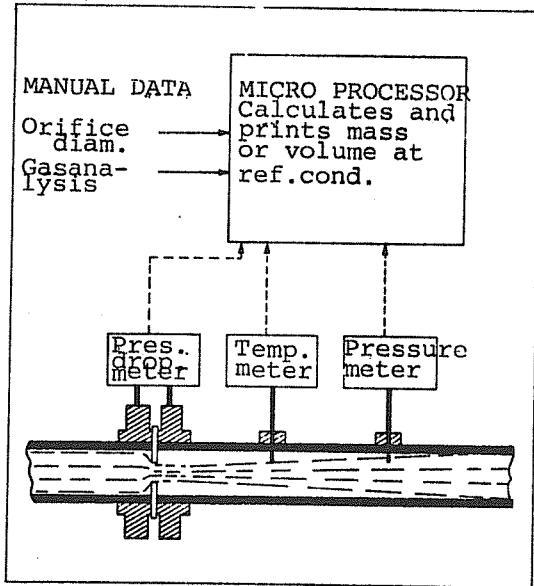 MANUAL DATA
Orifice
diam.
Gasana-
lysis
MICRO PROCESSOR
Calculates and
prints mass
or volume at
ref.cond.
Pres.
drop.
meter
Temp.
meter
Pressure
meter